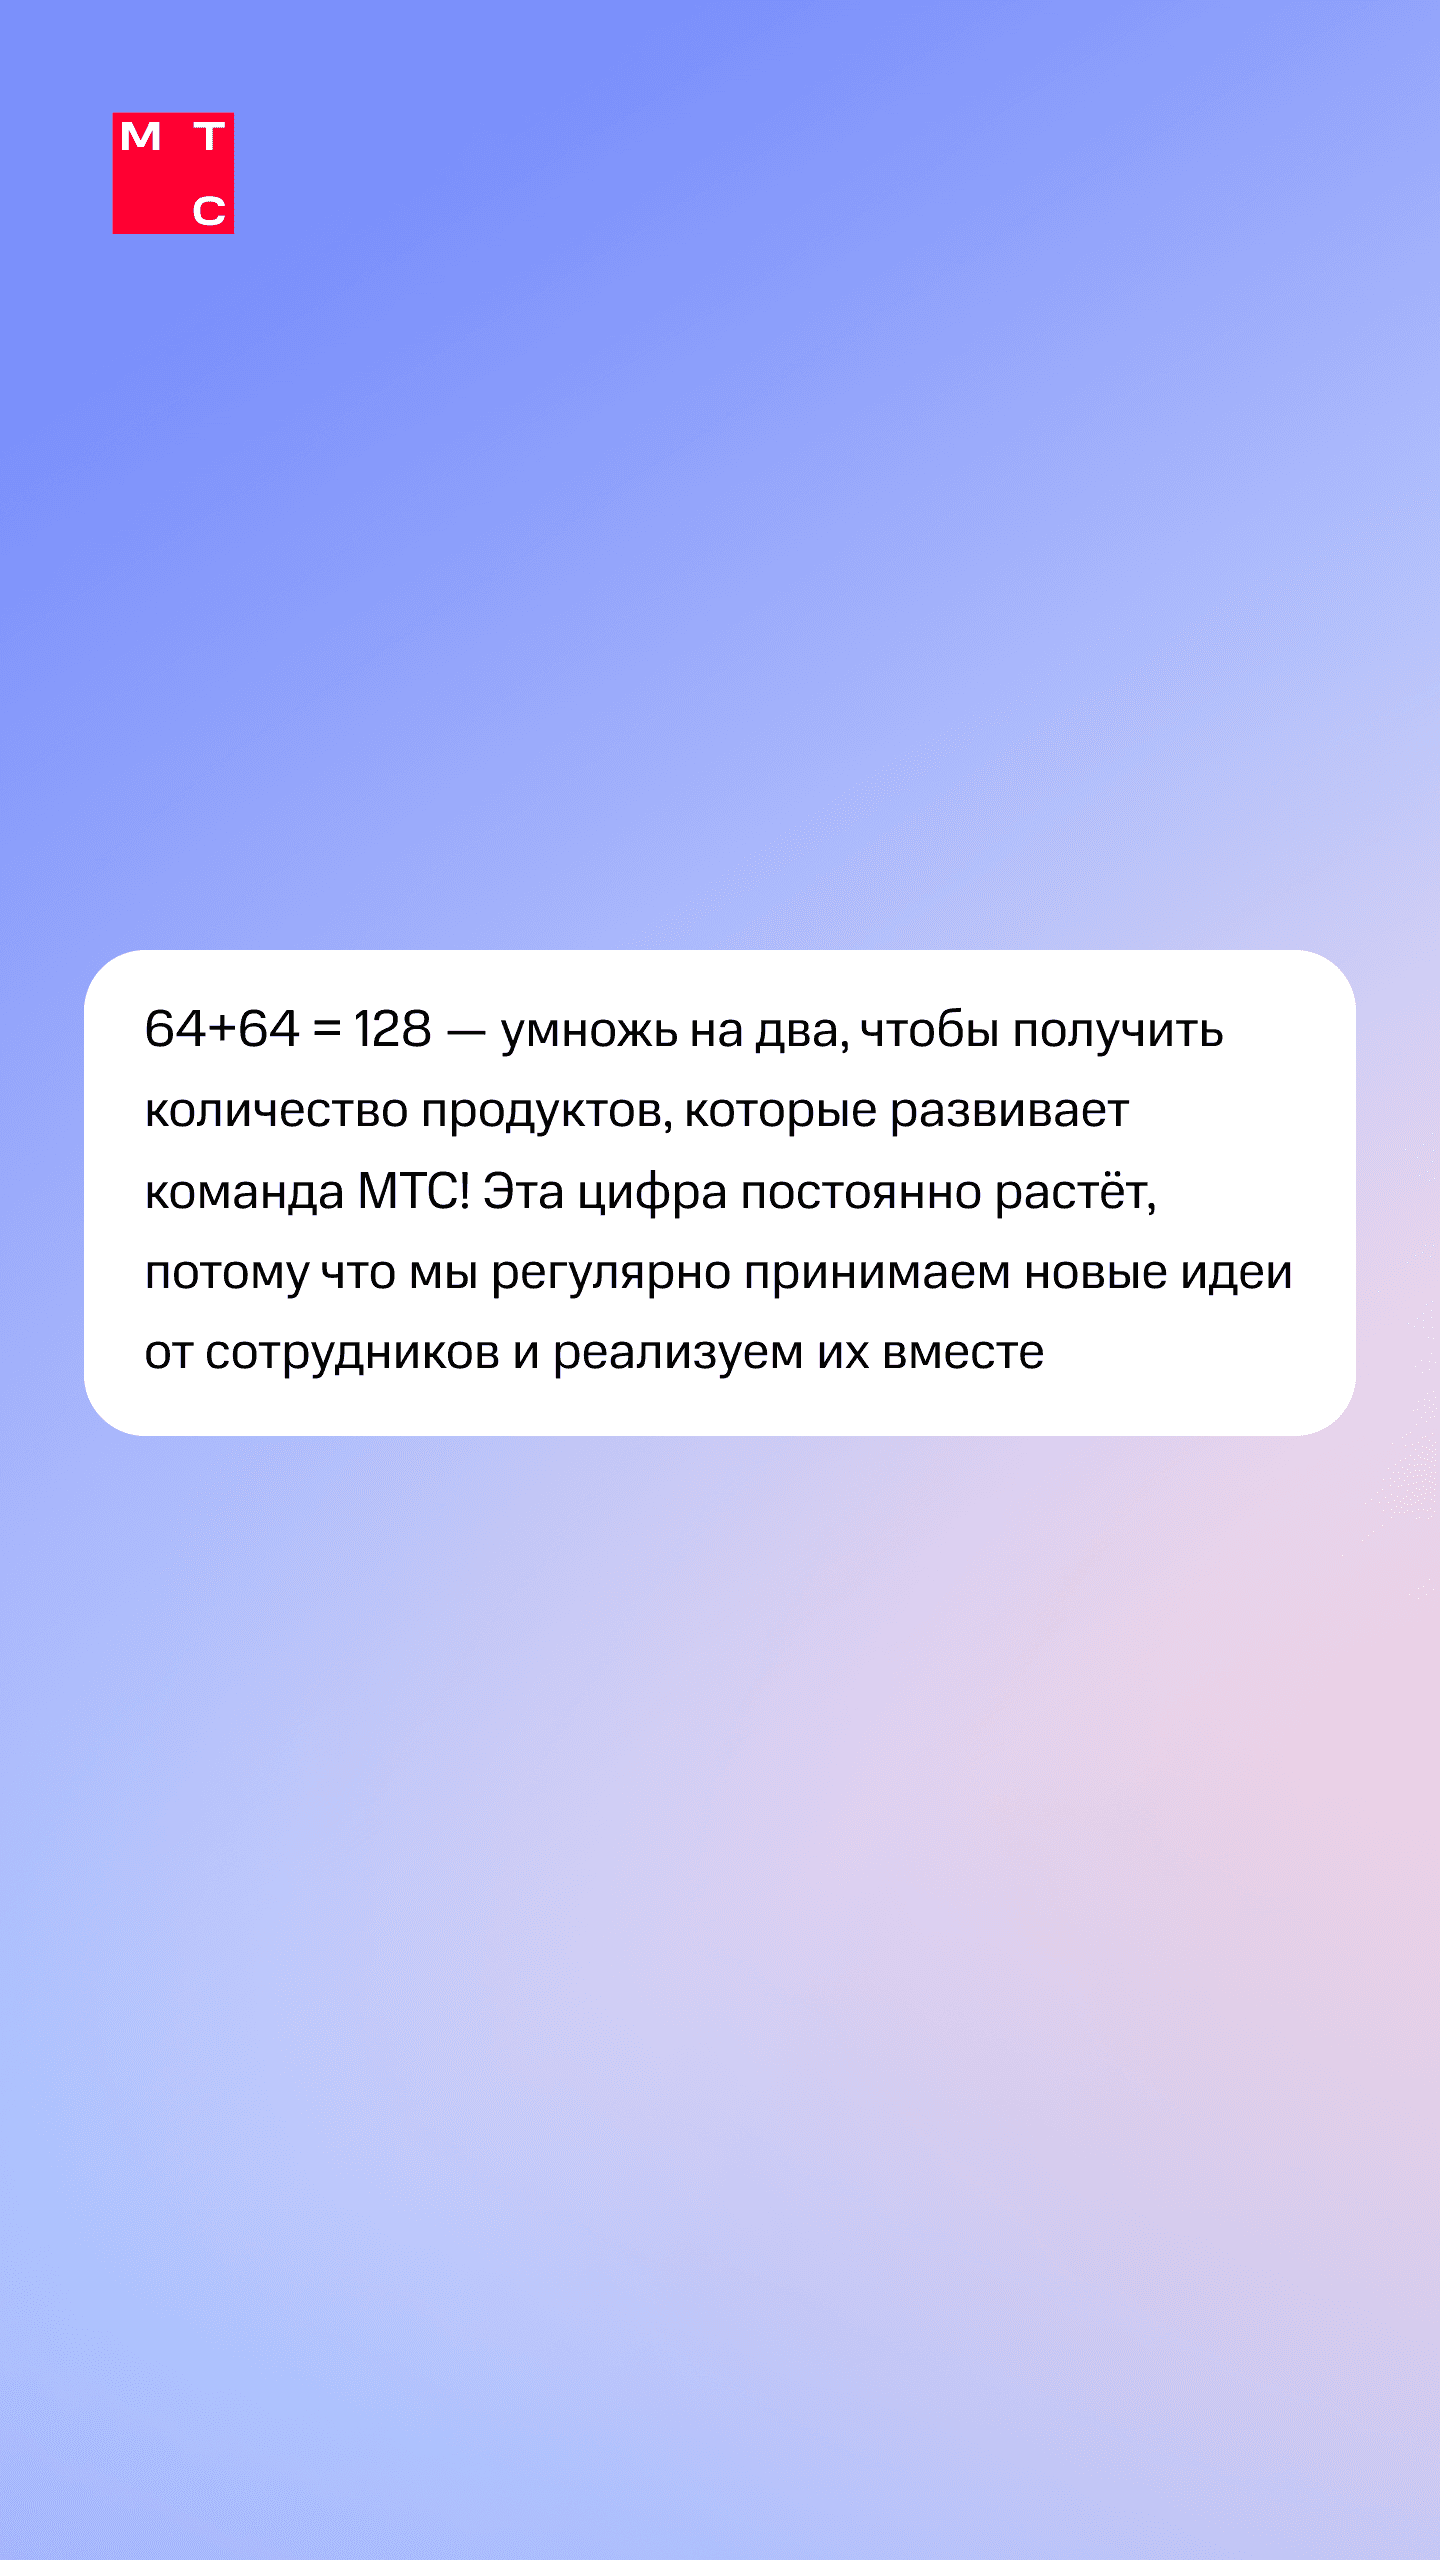 М Т
С
64+64 = 128 — умножь на два, чтобы получить
количество продуктов, которые развивает
команда МТС! Эта цифра постоянно растёт,
потому что мы регулярно принимаем новые идеи
от сотрудников и реализуем их вместе